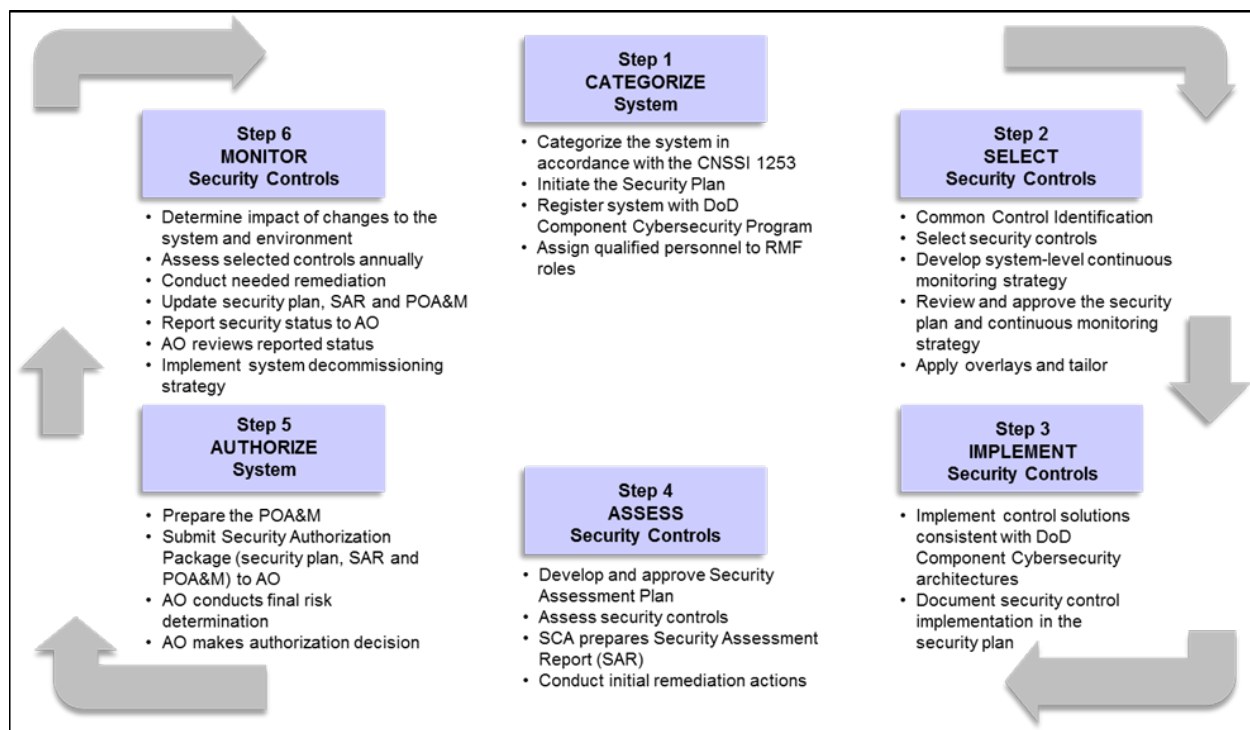 Step 1
CATEGORIZE
System
• Categorize the system in
accordance with the CNSSI 1253
• Initiate the Security Plan
• Register system with DoD
Component Cybersecurity Program
• Assign qualified personnel to RMF
roles
Step 2
SELECT
Security Controls
• Common Control Identification
• Select security controls
• Develop system-level continuous
monitoring strategy
• Review and approve the security
plan and continuous monitoring
strategy
• Apply overlays and tailor
Step 3
IMPLEMENT
Security Controls
• Implement control solutions
consistent with DoD
Component Cybersecurity
architectures
• Document security control
implementation in the
security plan
Step 4
ASSESS
Security Controls
• Develop and approve Security
Assessment Plan
• Assess security controls
• SCA prepares Security Assessment
Report (SAR)
• Conduct initial remediation actions
Step 5
AUTHORIZE
System
• Prepare the POA&M
• Submit Security Authorization
Package (security plan, SAR and
POA&M) to AO
• AO conducts final risk
determination
• AO makes authorization decision
Step 6
MONITOR
Security Controls
• Determine impact of changes to the
system and environment
• Assess selected controls annually
• Conduct needed remediation
• Update security plan, SAR and POA&M
• Report security status to AO
• AO reviews reported status
• Implement system decommissioning
strategy